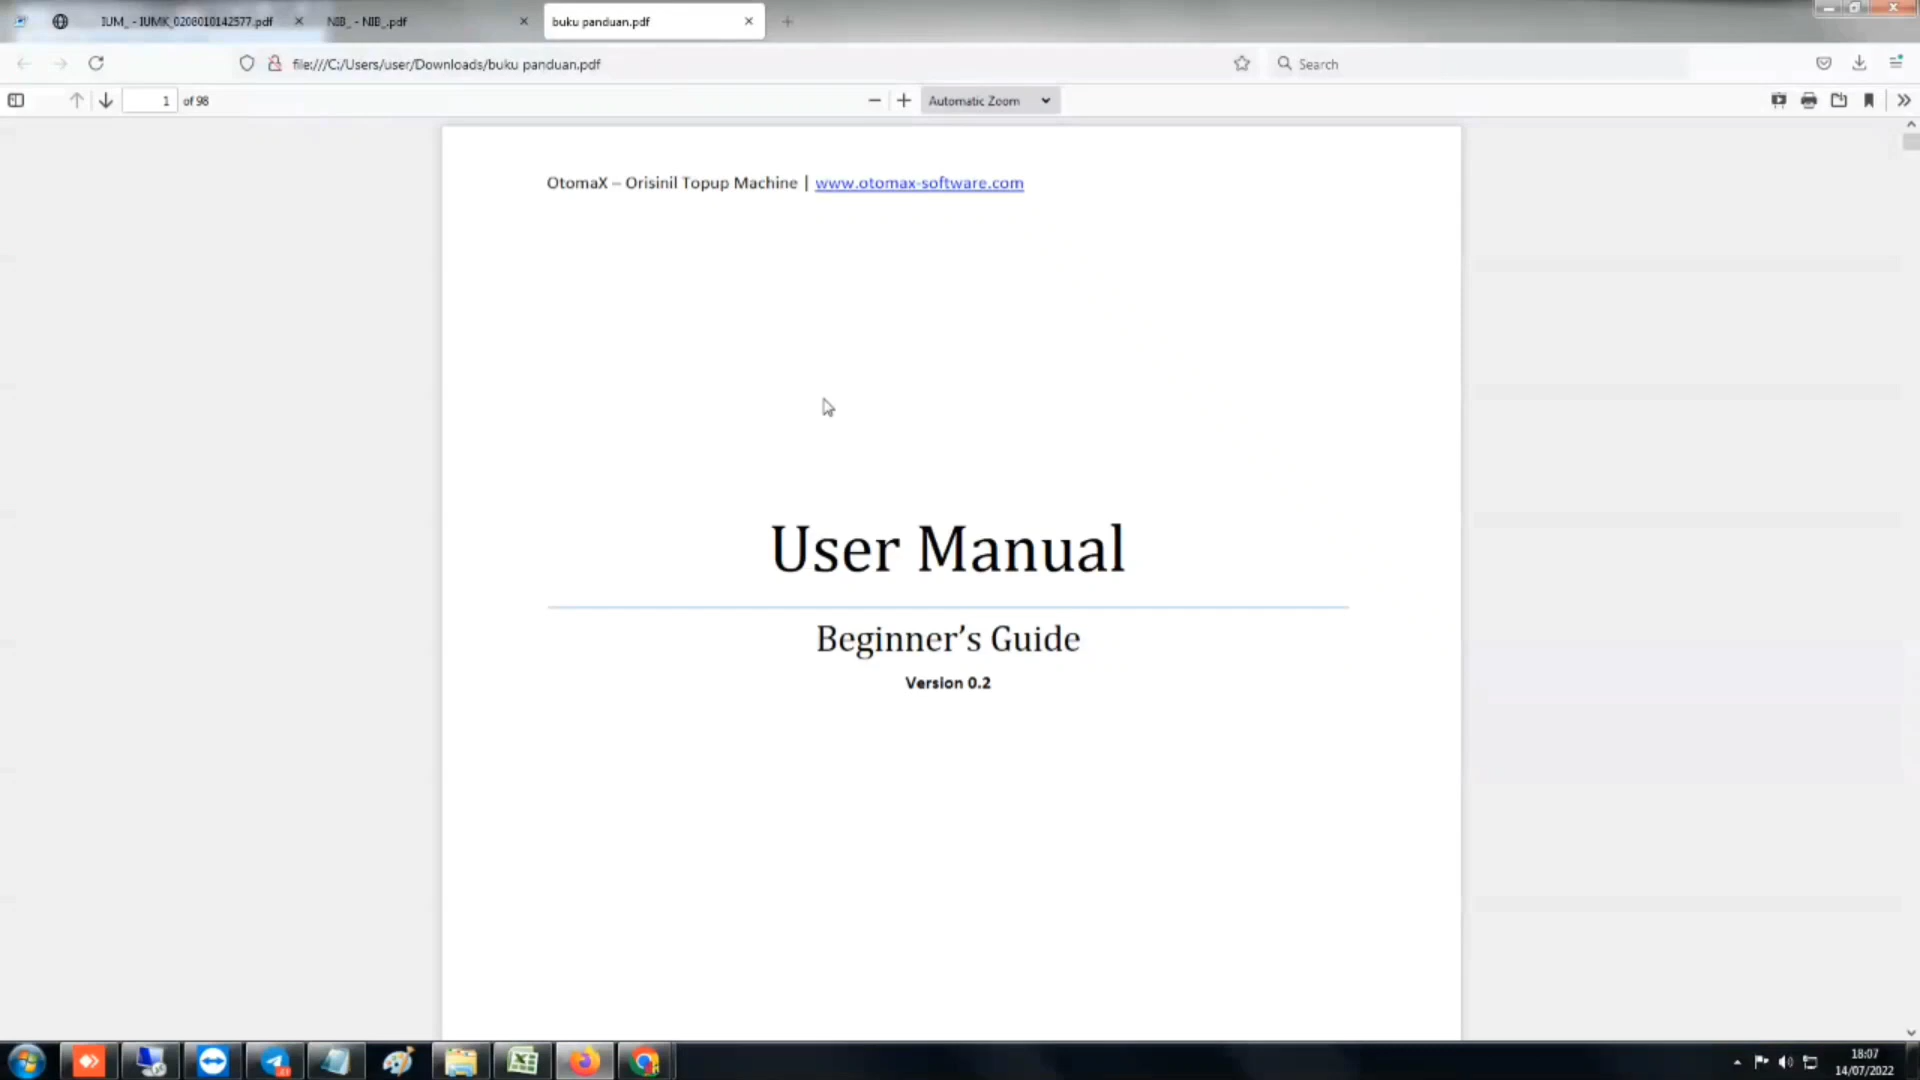 IUM_ - IUMK_0208010142577.pdf
NIB_ - NIB_.pdf
buku panduan.pdf
file:///C:/Users/user/Downloads/buku panduan.pdf
Search
1 of 98
Automatic Zoom
OtomaX – Orisinil Topup Machine | www.otomax-software.com
User Manual
Beginner's Guide
Version 0.2
18:07
14/07/2022